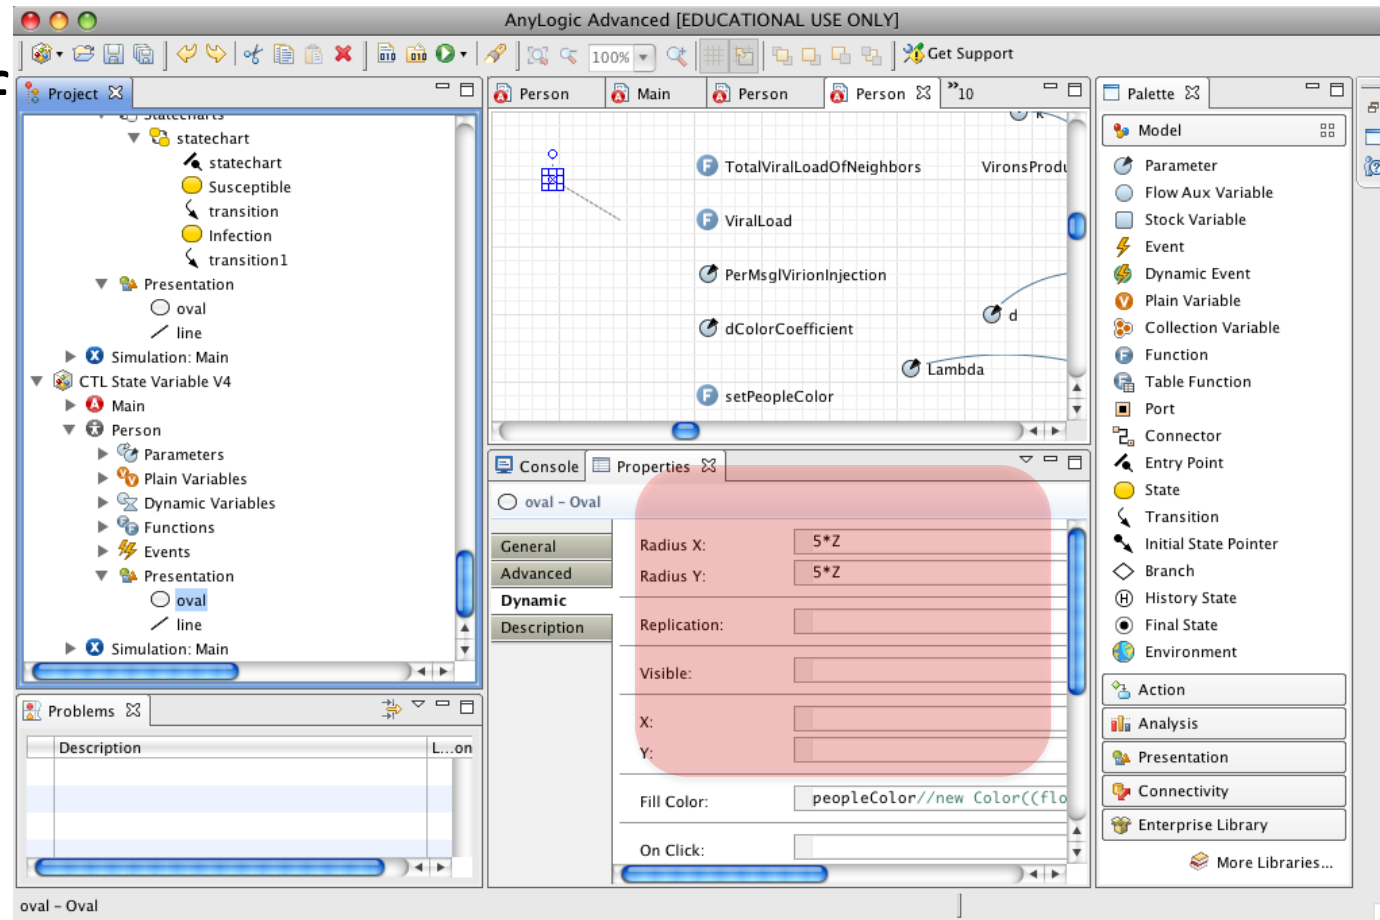 AnyLogic Advanced [EDUCATIONAL USE ONLY]
100%
Get Support
Project
Person
Main
Person
Person
»10
Palette
Statecharts
statechart
statechart
Susceptible
transition
Infection
transition1
Presentation
oval
line
Simulation: Main
CTL State Variable V4
Main
Person
Parameters
Plain Variables
Dynamic Variables
Functions
Events
Presentation
oval
line
Simulation: Main
K
TotalViralLoadOfNeighbors
VironsProdu
ViralLoad
PerMsglVirionInjection
d
dColorCoefficient
Lambda
setPeopleColor
Console
Properties
oval – Oval
General
Advanced
Dynamic
Description
Radius X: 5*Z
Radius Y: 5*Z
Replication:
Visible:
X:
Y:
Fill Color: peopleColor//new Color((flo
On Click:
Model
Parameter
Flow Aux Variable
Stock Variable
Event
Dynamic Event
Plain Variable
Collection Variable
Function
Table Function
Port
Connector
Entry Point
State
Transition
Initial State Pointer
Branch
History State
Final State
Environment
Action
Analysis
Presentation
Connectivity
Enterprise Library
More Libraries...
Problems
Description
L...on
oval – Oval